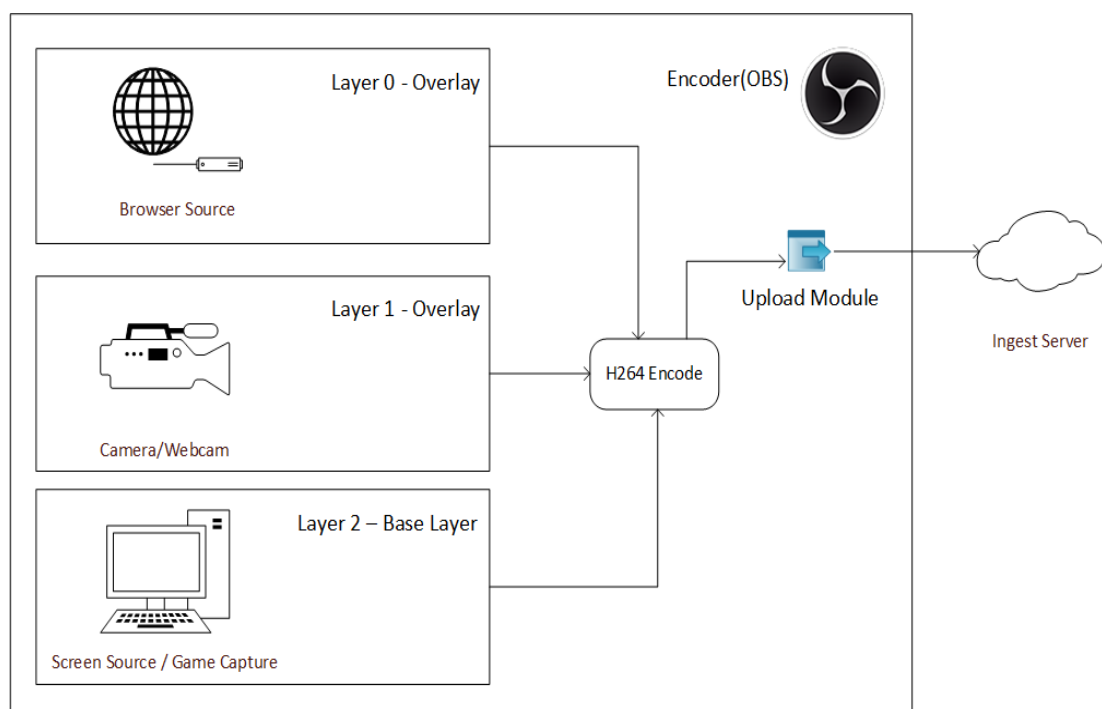 Layer 0 - Overlay
Encoder(OBS)
Browser Source
Layer 1 - Overlay
Upload Module
Ingest Server
H264 Encode
Camera/Webcam
Layer 2 – Base Layer
Screen Source / Game Capture